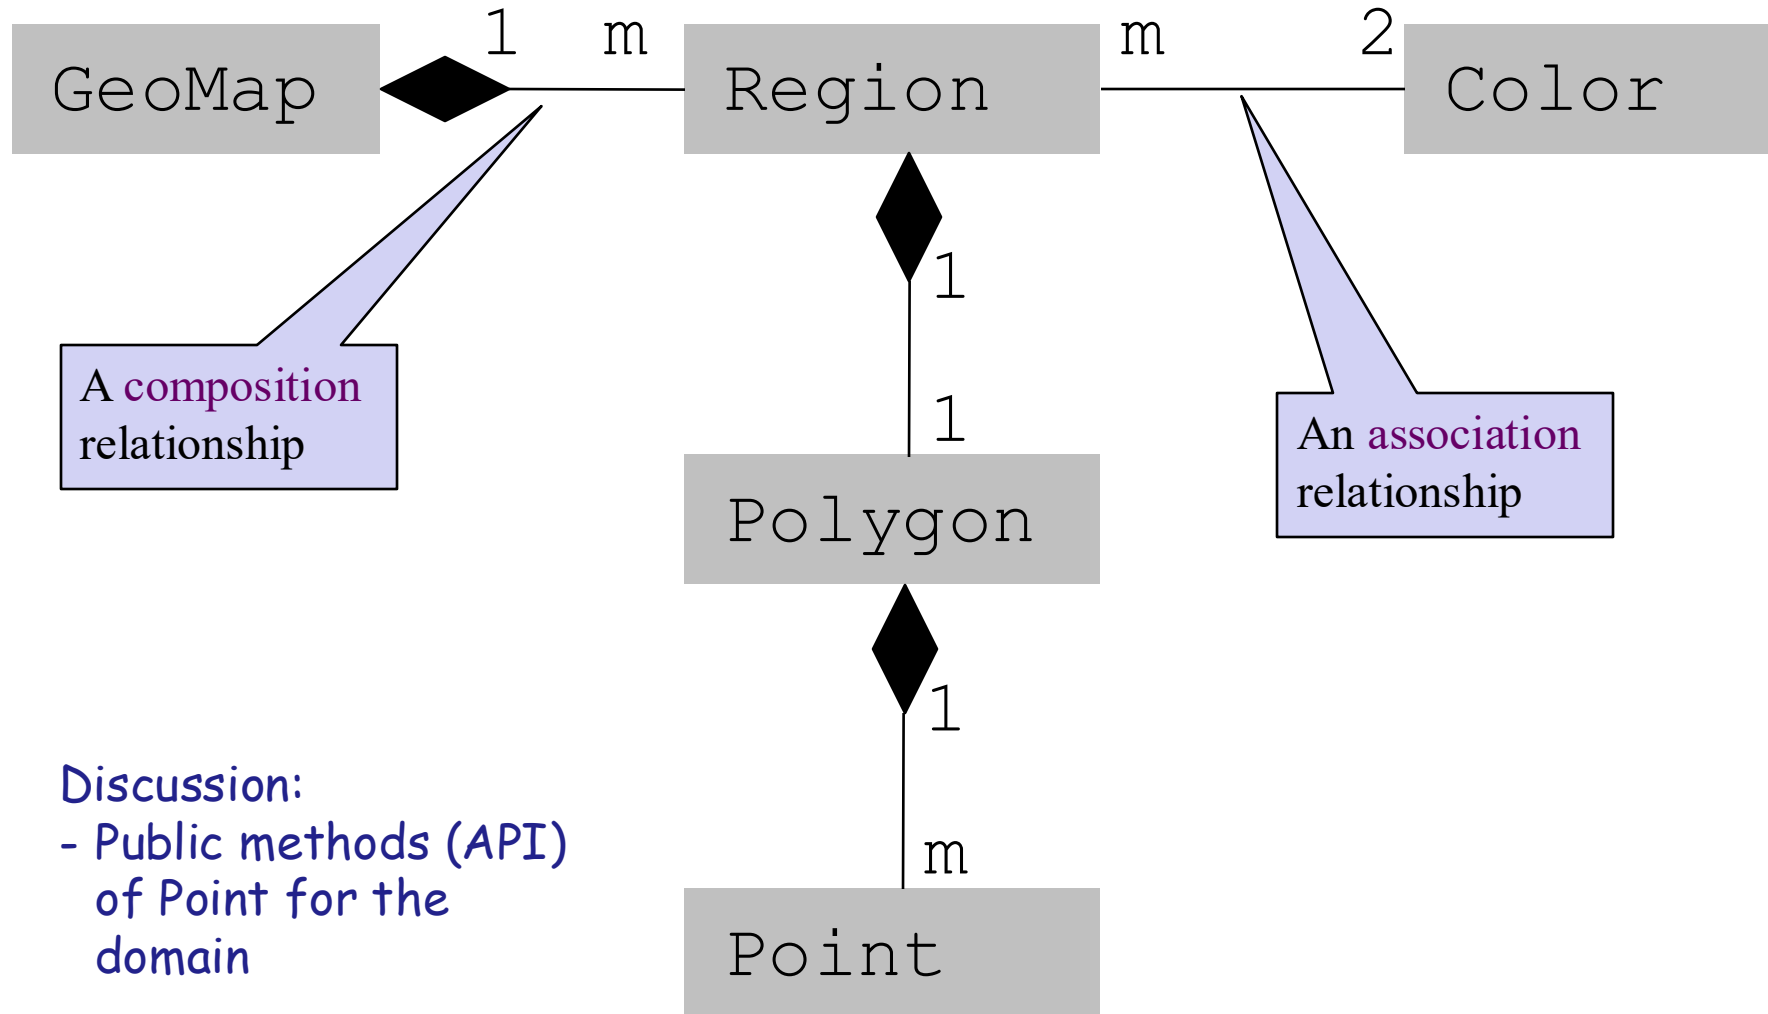 1 m m 2
GeoMap Region Color
1
A composition
relationship
1
An association
relationship
Polygon
1
Discussion:
- Public methods (API)
of Point for the
domain
m
Point